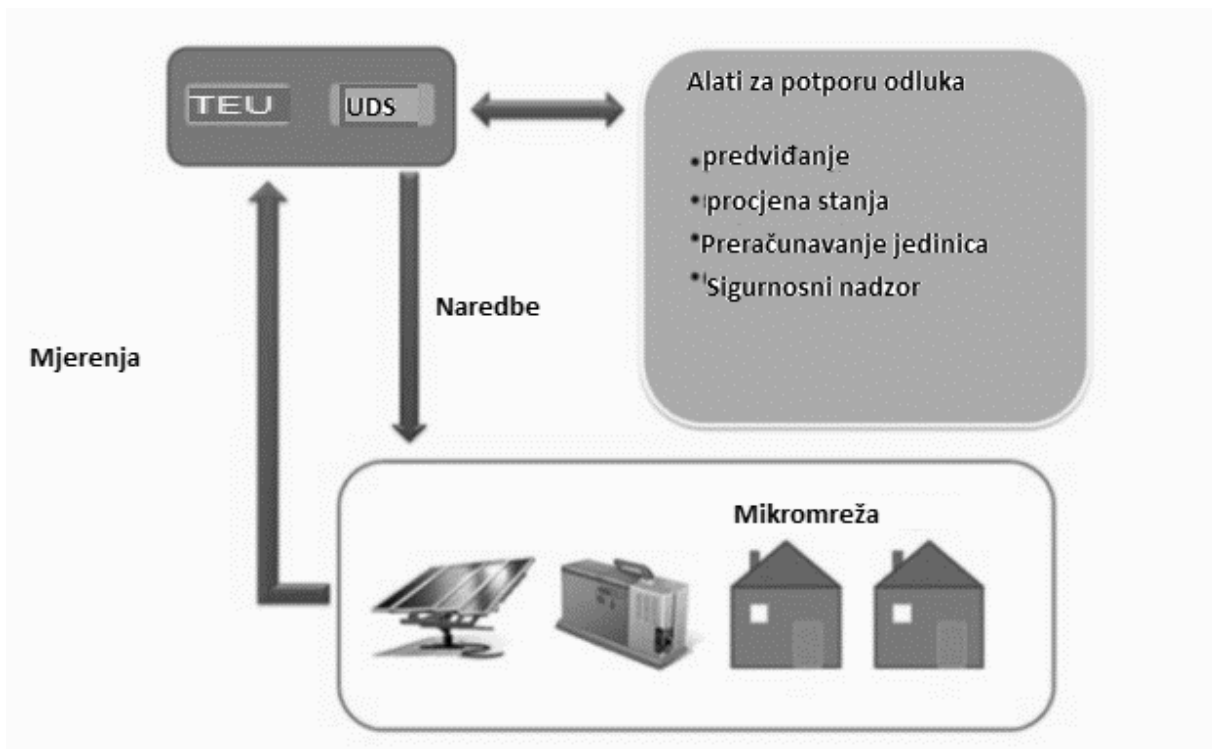 TEU UDS
Alati za potporu odluka
• predviđanje
• procjena stanja
• Preračunavanje jedinica
• Sigurnosni nadzor
Naredbe
Mjerenja
Mikromreža